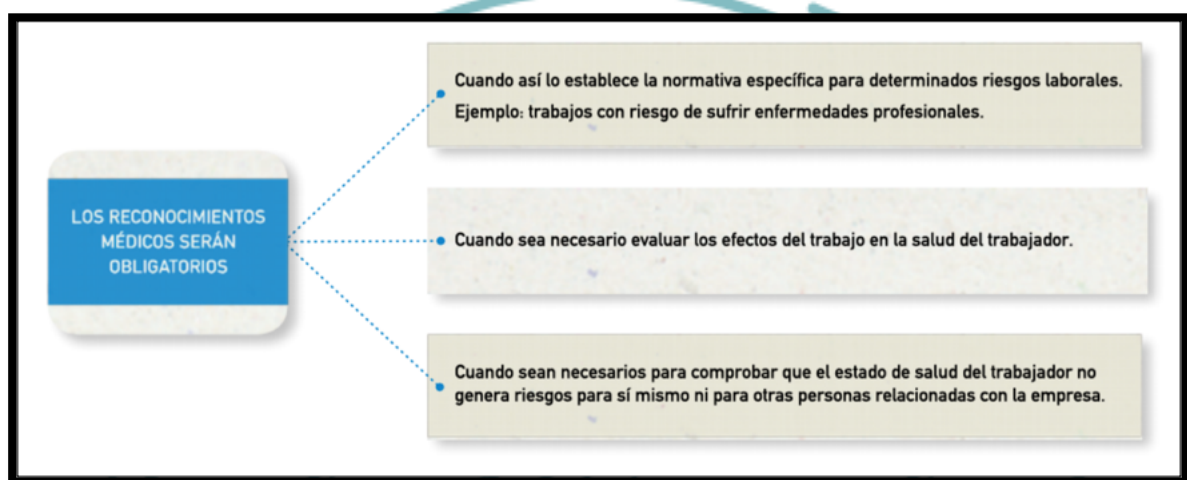 LOS RECONOCIMIENTOS
MÉDICOS SERÁN
OBLIGATORIOS
Cuando así lo establece la normativa específica para determinados riesgos laborales.
Ejemplo: trabajos con riesgo de sufrir enfermedades profesionales.
Cuando sea necesario evaluar los efectos del trabajo en la salud del trabajador.
Cuando sean necesarios para comprobar que el estado de salud del trabajador no
genera riesgos para sí mismo ni para otras personas relacionadas con la empresa.